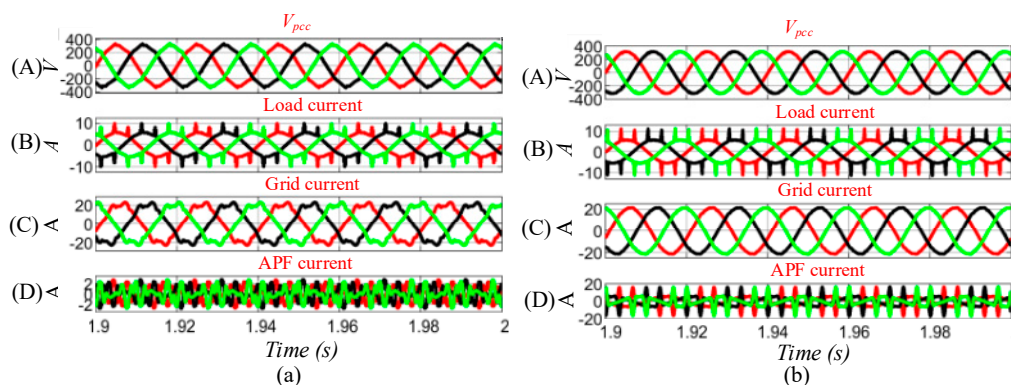 V_pcc
400
200
0
-200
-400
(A) V
Load current
10
0
-10
(B) A
Grid current
20
0
-20
(C) A
APF current
2
0
-2
(D) A
1.9 1.92 1.94 1.96 1.98 2
Time (s)
(a)
V_pcc
400
200
0
-200
-400
(A) V
Load current
10
0
-10
(B) A
Grid current
20
0
-20
(C) A
APF current
20
0
-20
(D) A
1.9 1.92 1.94 1.96 1.98
Time (s)
(b)